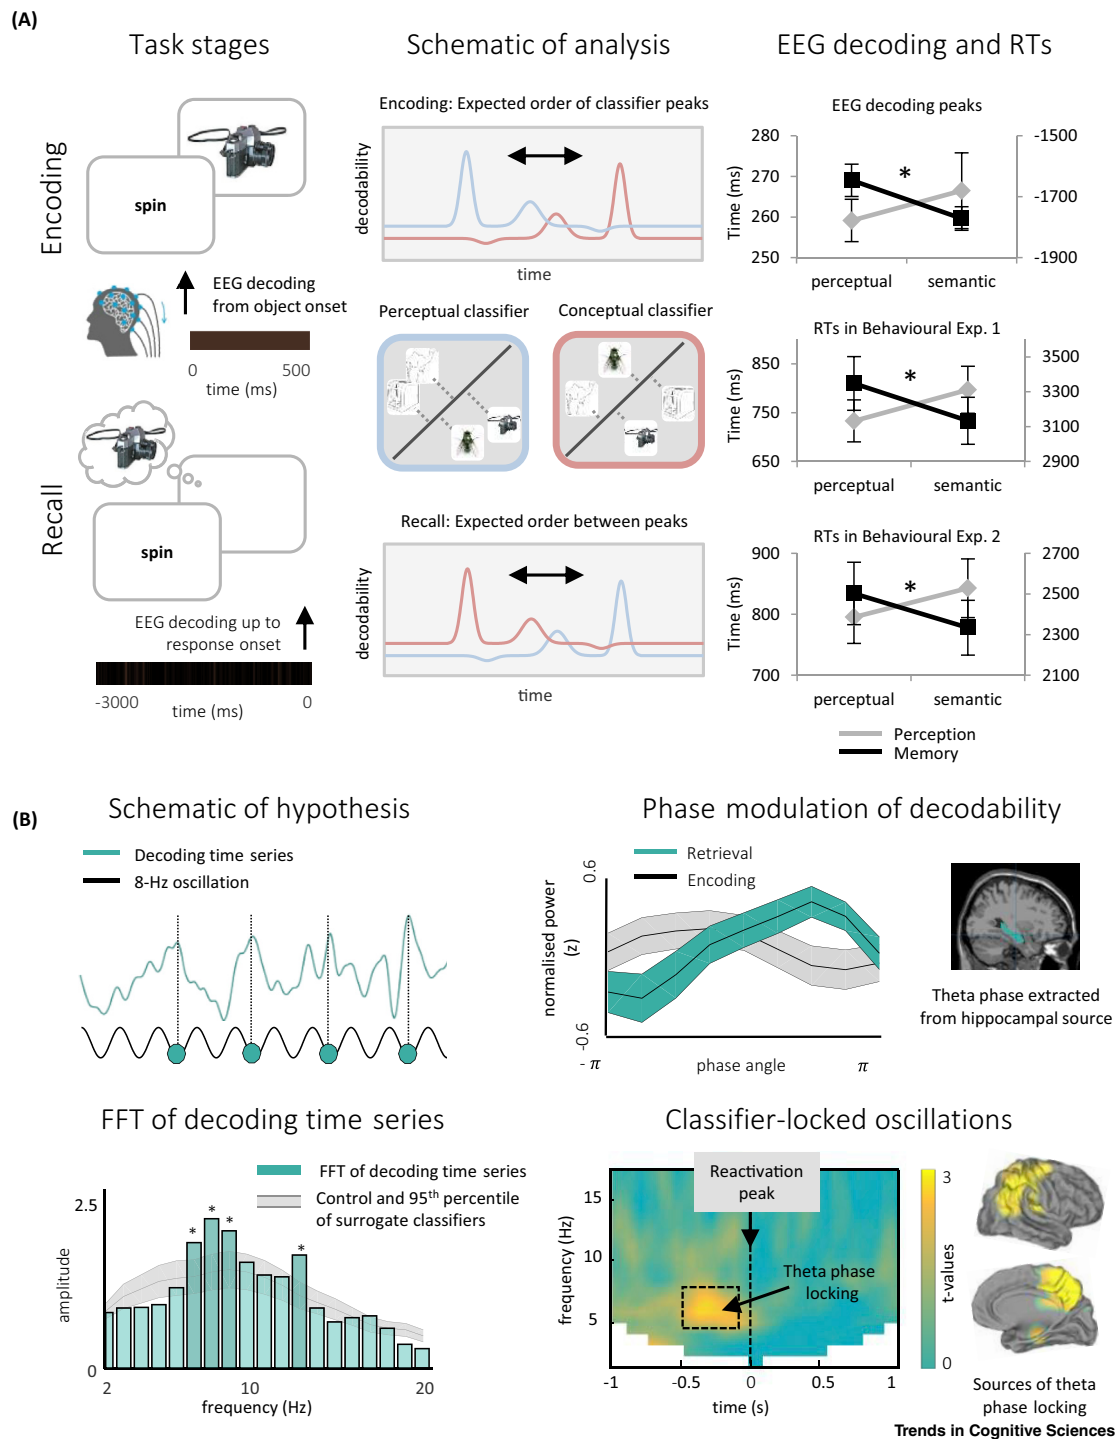 (A)
Task stages
Schematic of analysis
EEG decoding and RTs
Encoding
spin
EEG decoding
from object onset
0
500
time (ms)
Recall
spin
EEG decoding up to
response onset
-3000
0
time (ms)
Encoding: Expected order of classifier peaks
decodability
time
Perceptual classifier
Conceptual classifier
Recall: Expected order between peaks
decodability
time
EEG decoding peaks
Time (ms)
280
270
260
250
-1500
-1700
-1900
*
perceptual
semantic
RTs in Behavioural Exp. 1
Time (ms)
850
750
650
3500
3300
3100
2900
*
perceptual
semantic
RTs in Behavioural Exp. 2
Time (ms)
900
800
700
2700
2500
2300
2100
*
perceptual
semantic
Perception
Memory
(B)
Schematic of hypothesis
Decoding time series
8-Hz oscillation
Phase modulation of decodability
Retrieval
Encoding
normalised power
(z)
0.6
-0.6
- π
phase angle
π
Theta phase extracted
from hippocampal source
FFT of decoding time series
FFT of decoding time series
Control and 95th percentile
of surrogate classifiers
amplitude
2.5
0
* * * *
2
10
20
frequency (Hz)
Classifier-locked oscillations
Reactivation
peak
Theta phase
locking
frequency (Hz)
15
10
5
-1
-0.5
0
0.5
1
time (s)
3
0
t-values
Sources of theta
phase locking
Trends in Cognitive Sciences